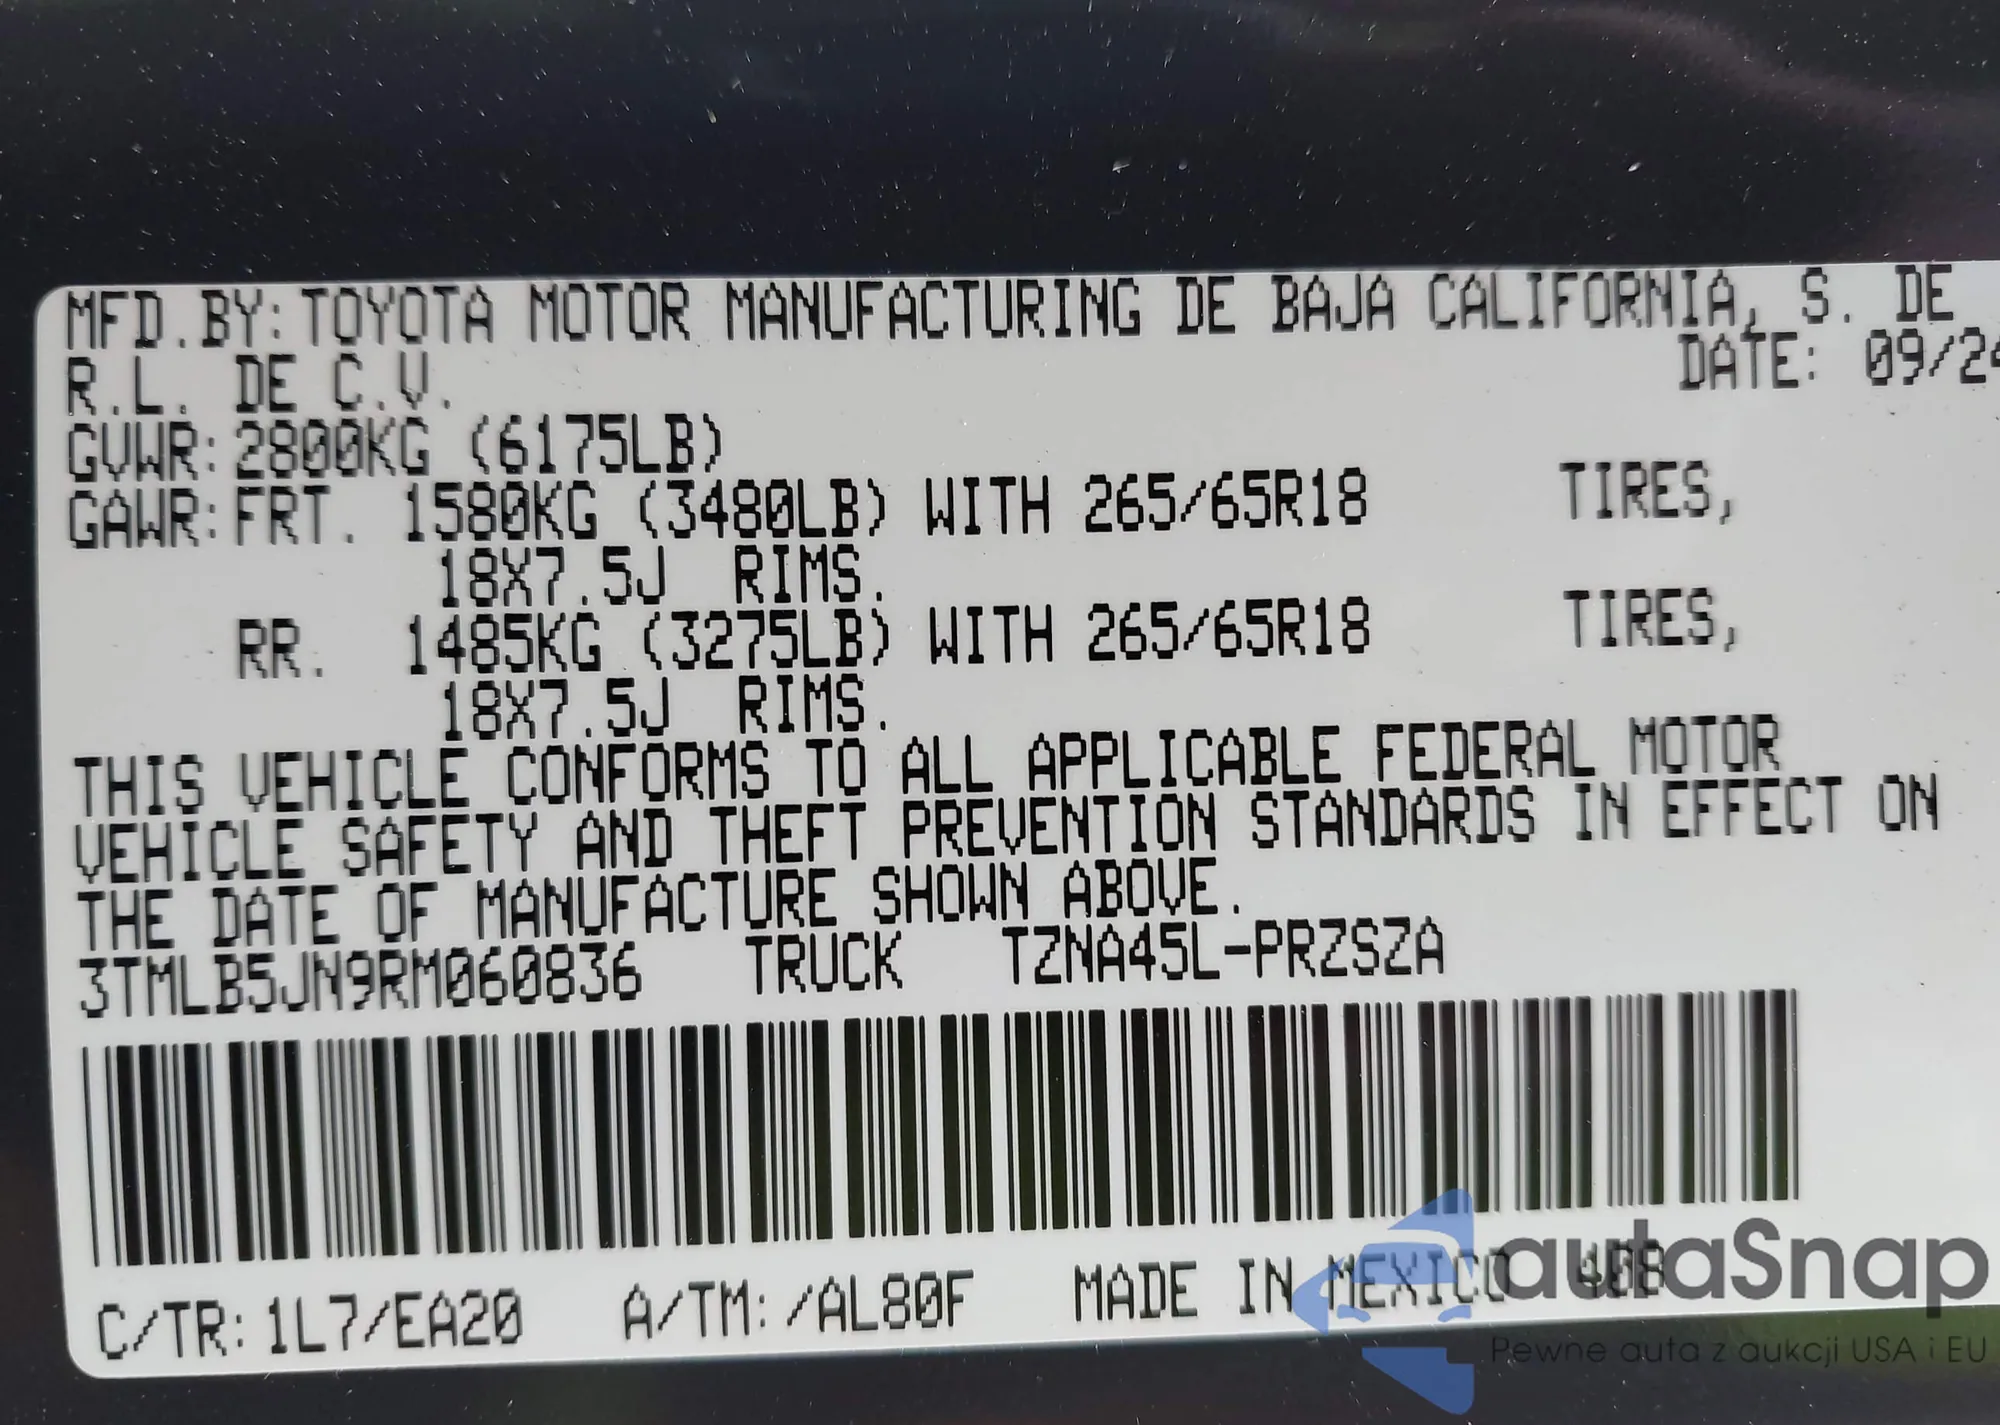 MFD.BY:TOYOTA MOTOR MANUFACTURING DE BAJA CALIFORNIA, S. DE
R.L. DE C.V. DATE: 09/24
GVWR:2800KG (6175LB)
GAWR:FRT. 1580KG (3480LB) WITH 265/65R18 TIRES,
18X7.5J RIMS.
RR. 1485KG (3275LB) WITH 265/65R18 TIRES,
18X7.5J RIMS.
THIS VEHICLE CONFORMS TO ALL APPLICABLE FEDERAL MOTOR
VEHICLE SAFETY AND THEFT PREVENTION STANDARDS IN EFFECT ON
THE DATE OF MANUFACTURE SHOWN ABOVE.
3TMLB5JN9RM060836 TRUCK TZNA45L-PRZSZA
C/TR:1L7/EA20 A/TM:/AL80F MADE IN MEXICO 408
autaSnap
Pewne auta z aukcji USA i EU